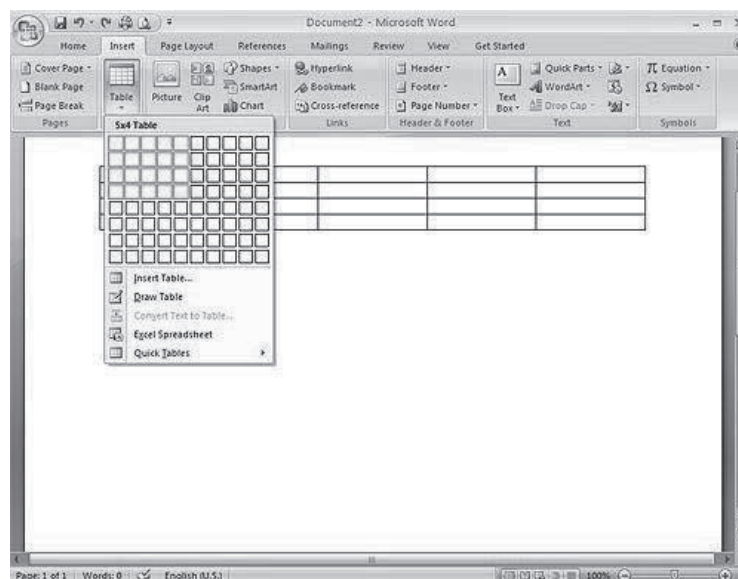 Document2 - Microsoft Word
Home Insert Page Layout References Mailings Review View Get Started
Cover Page
Blank Page
Page Break
Pages
Table
Picture
Clip Art
Shapes
SmartArt
Chart
Hyperlink
Bookmark
Cross-reference
Links
Header
Footer
Page Number
Header & Footer
A
Text Box
Quick Parts
WordArt
Drop Cap
Text
π Equation
Ω Symbol
Symbols
5x4 Table
Insert Table...
Draw Table
Convert Text to Table...
Excel Spreadsheet
Quick Tables
Page: 1 of 1 Words: 0 English (U.S.) 100%